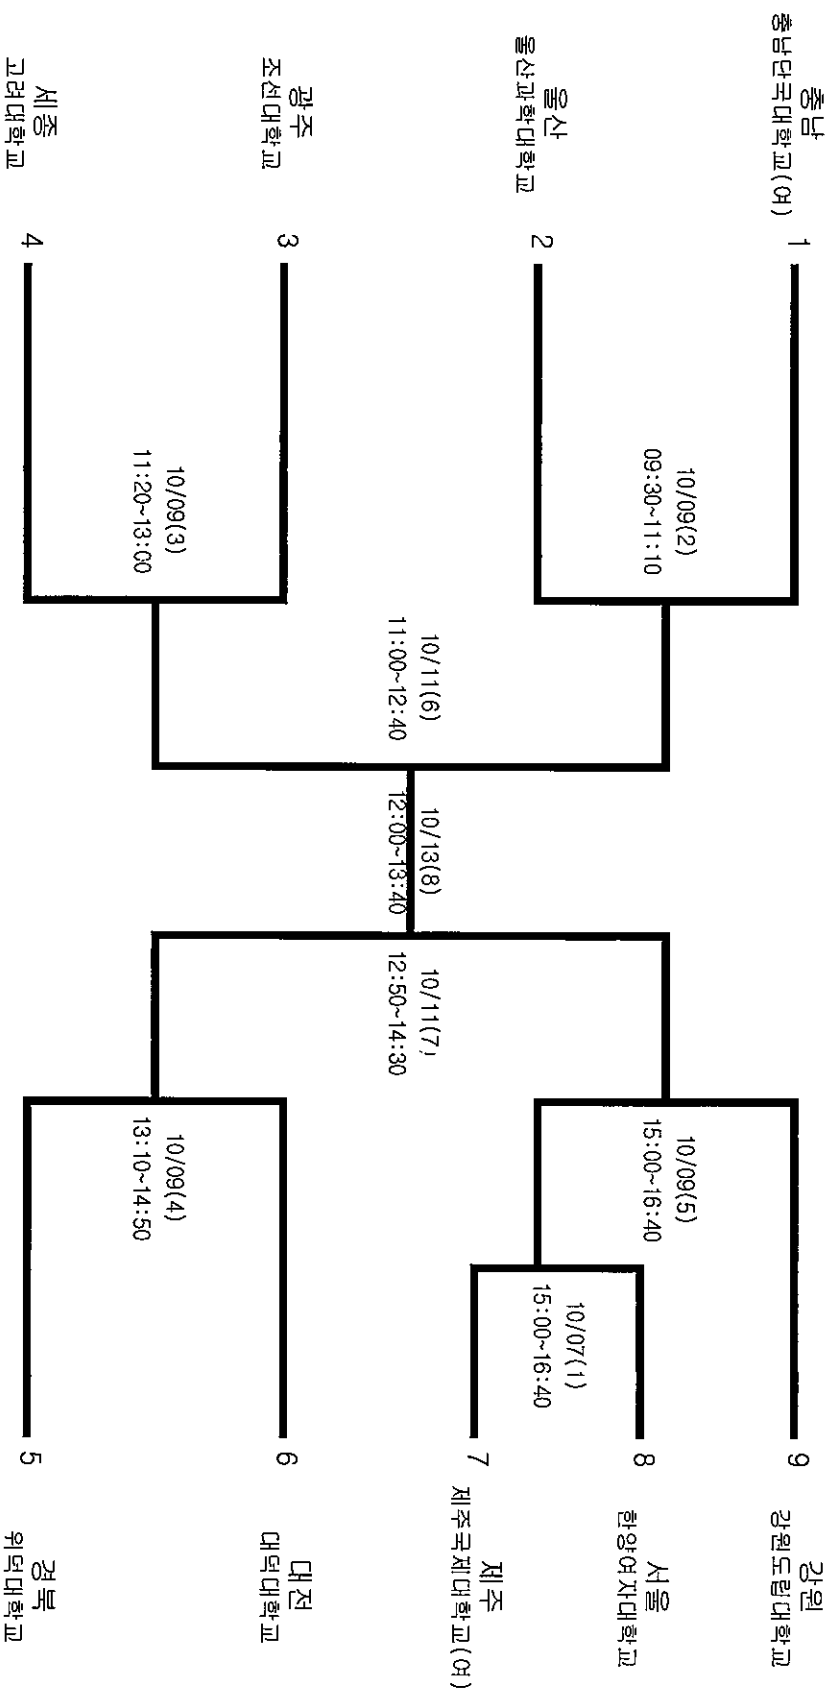 충남
충남단국대학교(여)
1
울산
울산과학대학교
2
광주
조선대학교
3
세종
고려대학교
4
10/09(2)
09:30~11:10
10/09(3)
11:20~13:00
10/11(6)
11:00~12:40
10/13(8)
12:00~13:40
10/11(7)
12:50~14:30
10/09(5)
15:00~16:40
10/09(4)
13:10~14:50
10/07(1)
15:00~16:40
9
강원
강원도립대학교
8
서울
한양여자대학교
7
제주
제주국제대학교(여)
6
대전
대덕대학교
5
경북
위덕대학교